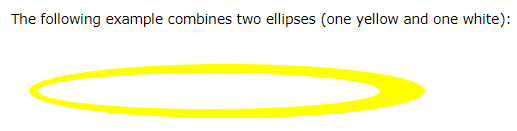 The following example combines two ellipses (one yellow and one white):